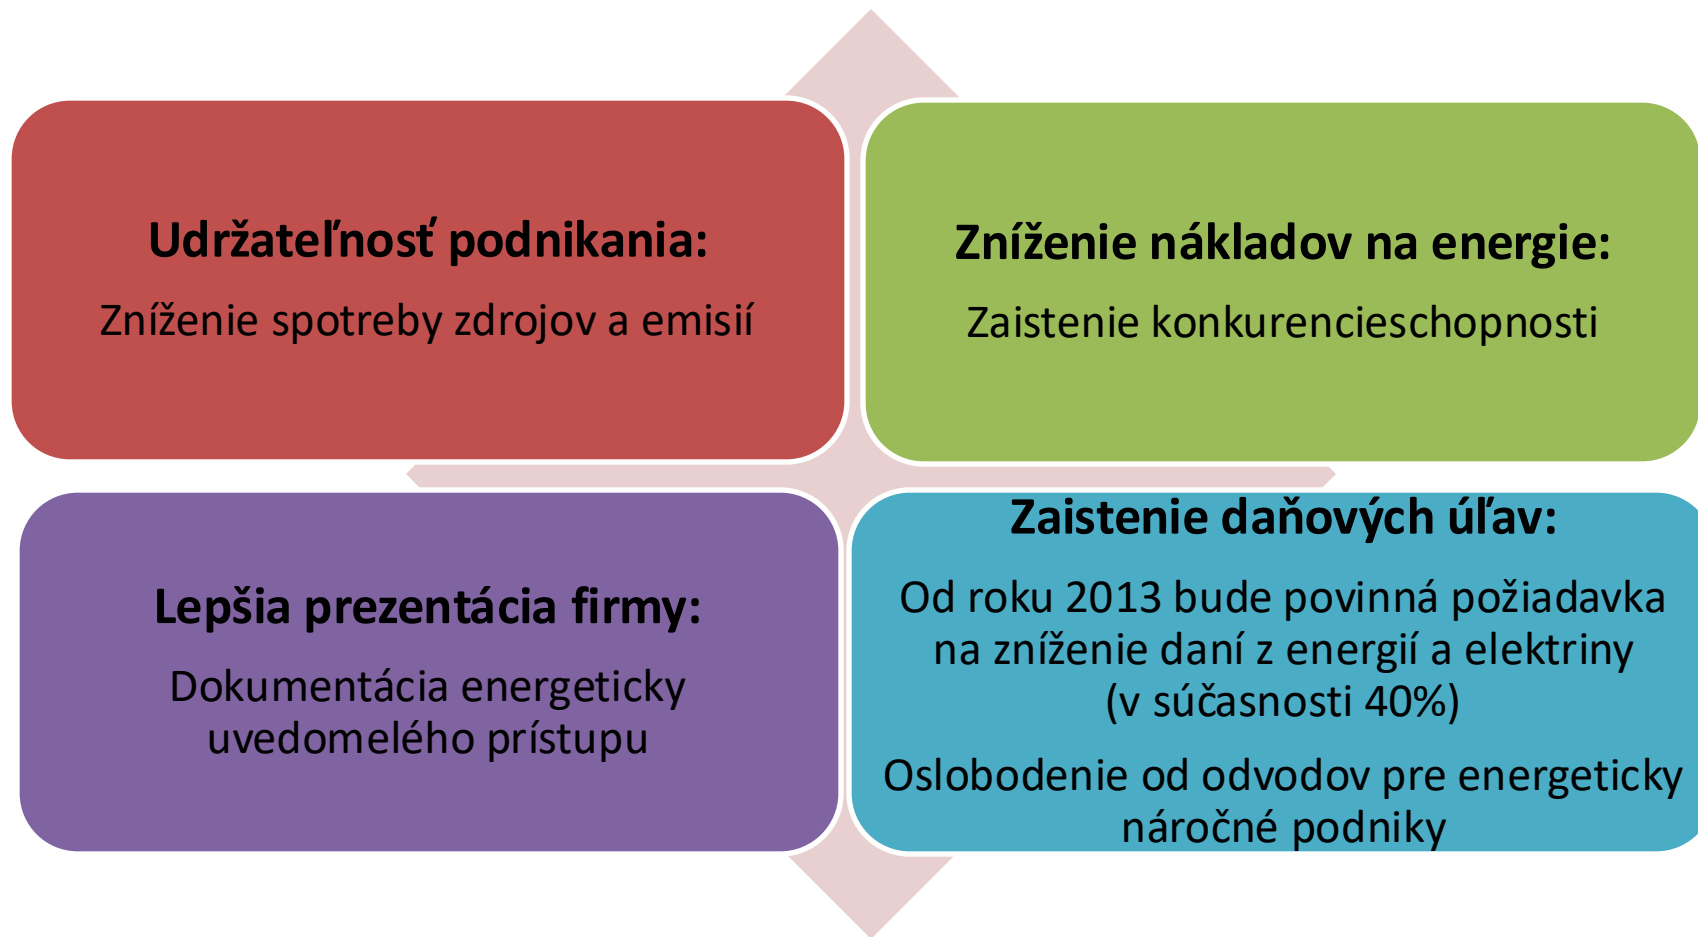 Udržateľnosť podnikania:
Zníženie spotreby zdrojov a emisií
Zníženie nákladov na energie:
Zaistenie konkurencieschopnosti
Lepšia prezentácia firmy:
Dokumentácia energeticky
uvedomelého prístupu
Zaistenie daňových úľav:
Od roku 2013 bude povinná požiadavka
na zníženie daní z energií a elektriny
(v súčasnosti 40%)
Oslobodenie od odvodov pre energeticky
náročné podniky